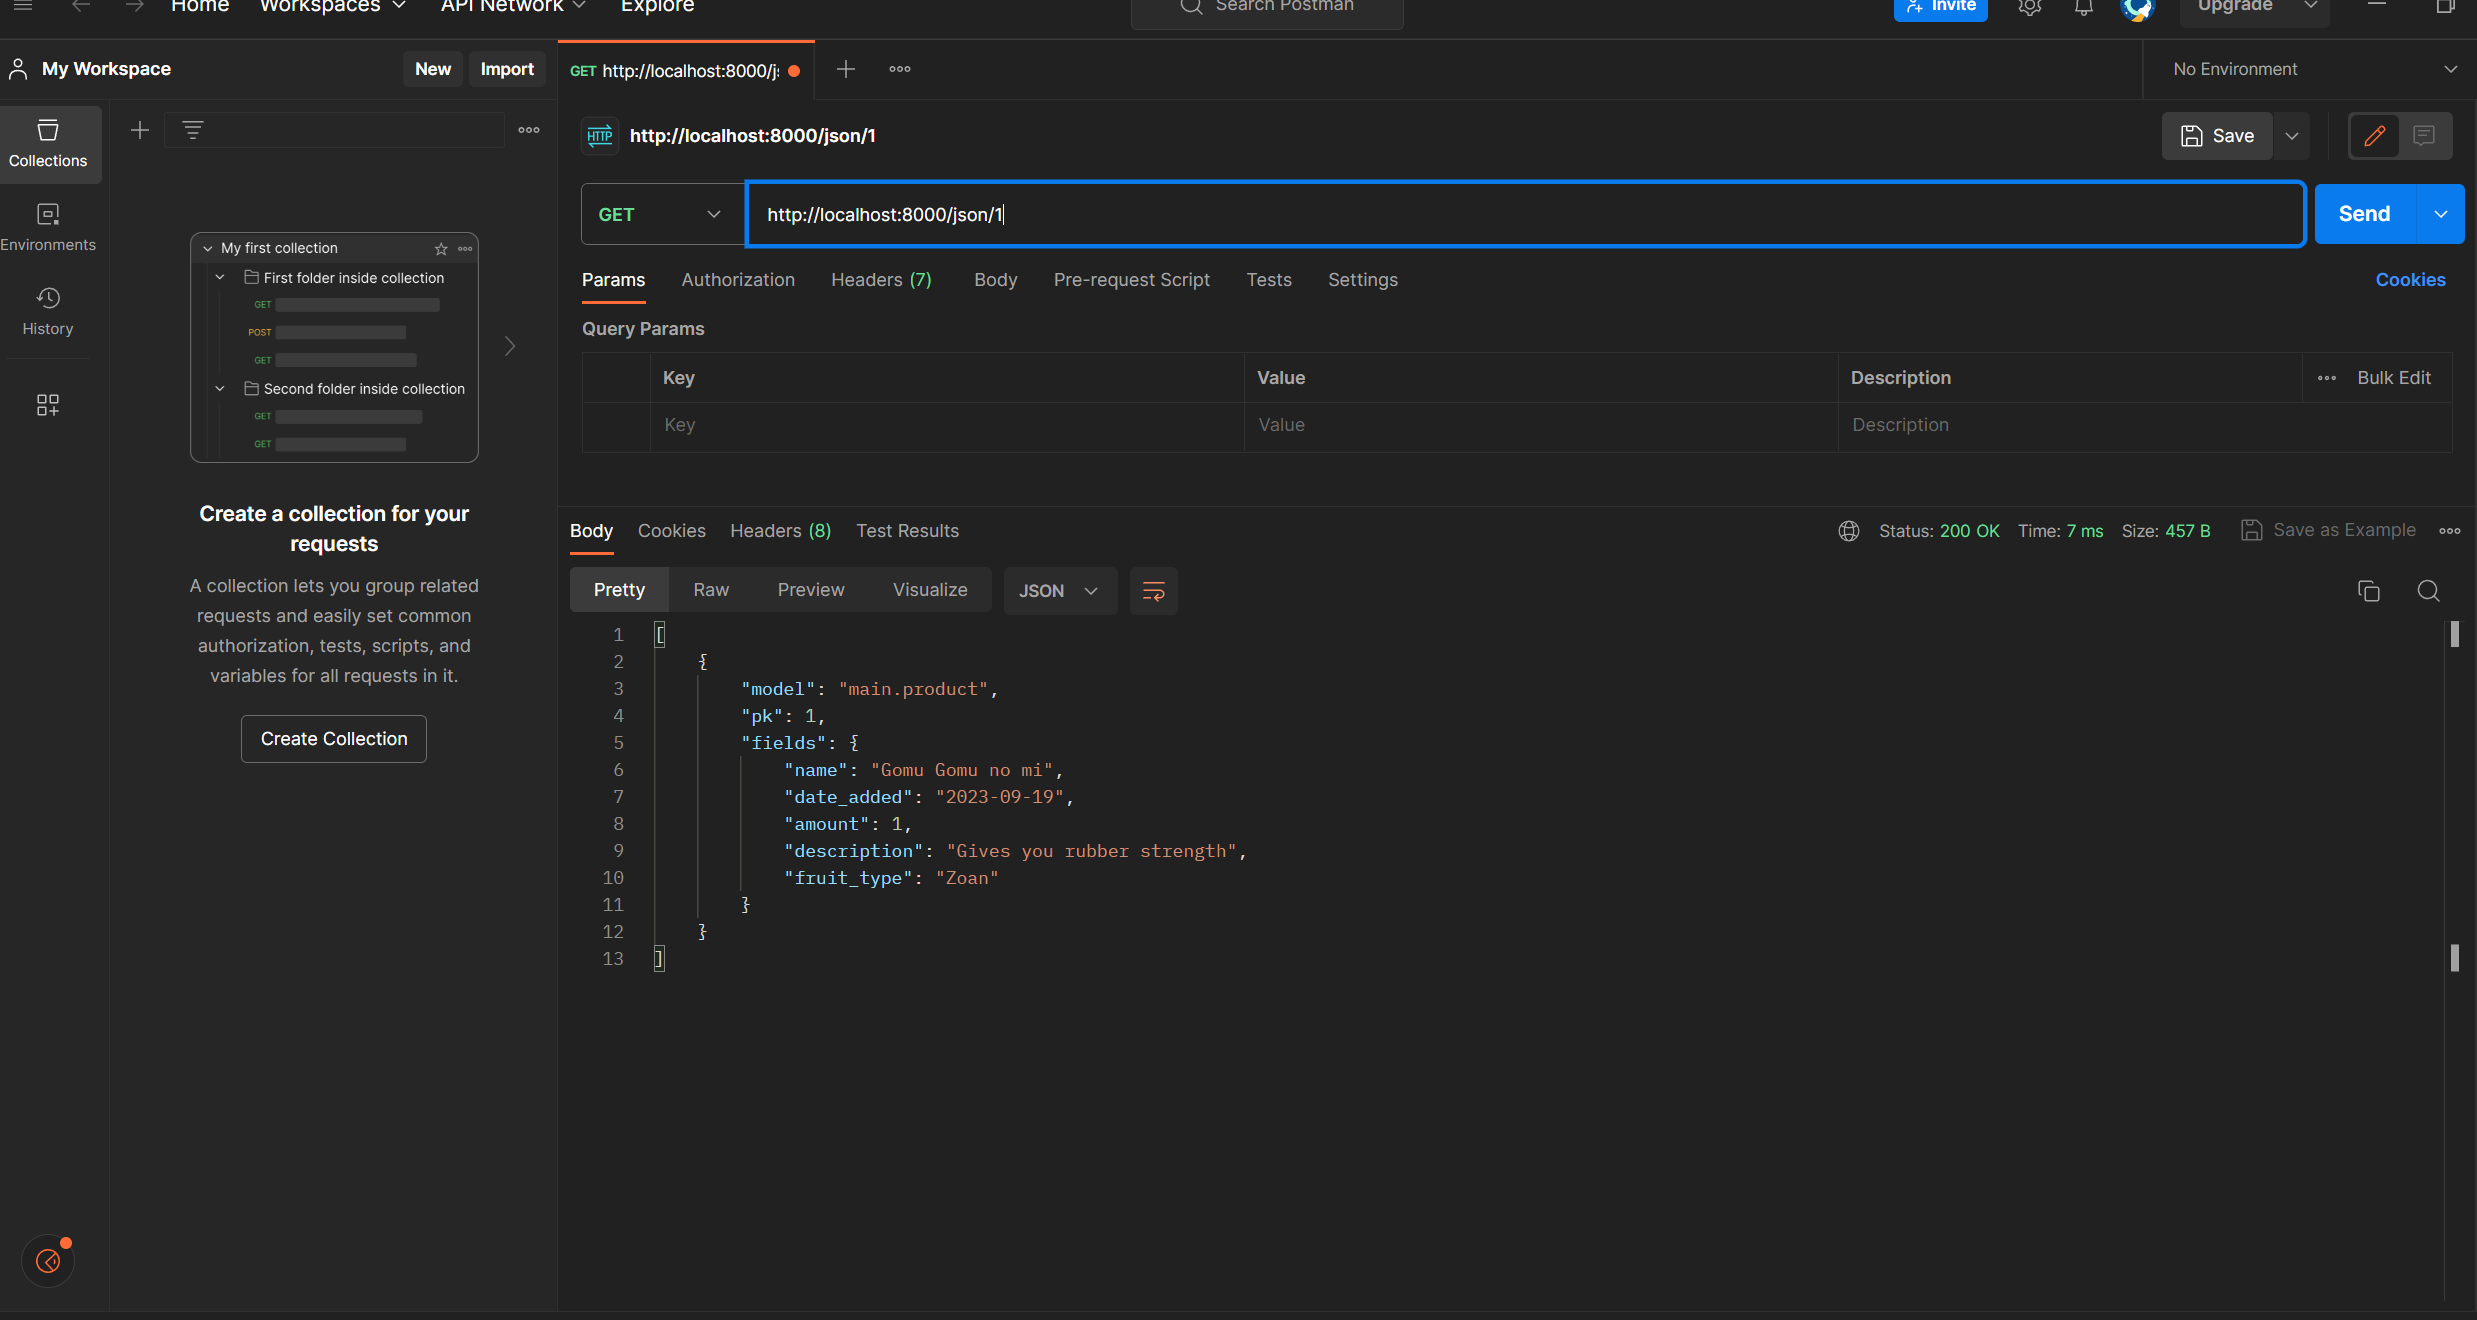 Home Workspaces API Network Explore Search Postman Invite Upgrade
My Workspace New Import GET http://localhost:8000/j No Environment
HTTP http://localhost:8000/json/1 Save
Collections
Environments
History
My first collection
First folder inside collection
GET
POST
GET
Second folder inside collection
GET
GET
Create a collection for your
requests
A collection lets you group related
requests and easily set common
authorization, tests, scripts, and
variables for all requests in it.
Create Collection
GET http://localhost:8000/json/1 Send
Params Authorization Headers (7) Body Pre-request Script Tests Settings Cookies
Query Params
Key Value Description Bulk Edit
Key Value Description
Body Cookies Headers (8) Test Results Status: 200 OK Time: 7 ms Size: 457 B Save as Example
Pretty Raw Preview Visualize JSON
1 [
2 {
3 "model": "main.product",
4 "pk": 1,
5 "fields": {
6 "name": "Gomu Gomu no mi",
7 "date_added": "2023-09-19",
8 "amount": 1,
9 "description": "Gives you rubber strength",
10 "fruit_type": "Zoan"
11 }
12 }
13 ]